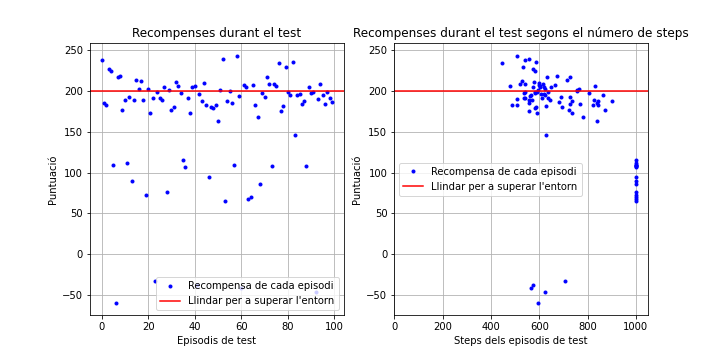 Recompenses durant el test
250
200
150
100
50
0
−50
Puntuació
Recompensa de cada episodi
Llindar per a superar l'entorn
0 20 40 60 80 100
Episodis de test
Recompenses durant el test segons el número de steps
250
200
150
100
50
0
−50
Puntuació
Recompensa de cada episodi
Llindar per a superar l'entorn
0 200 400 600 800 1000
Steps dels episodis de test